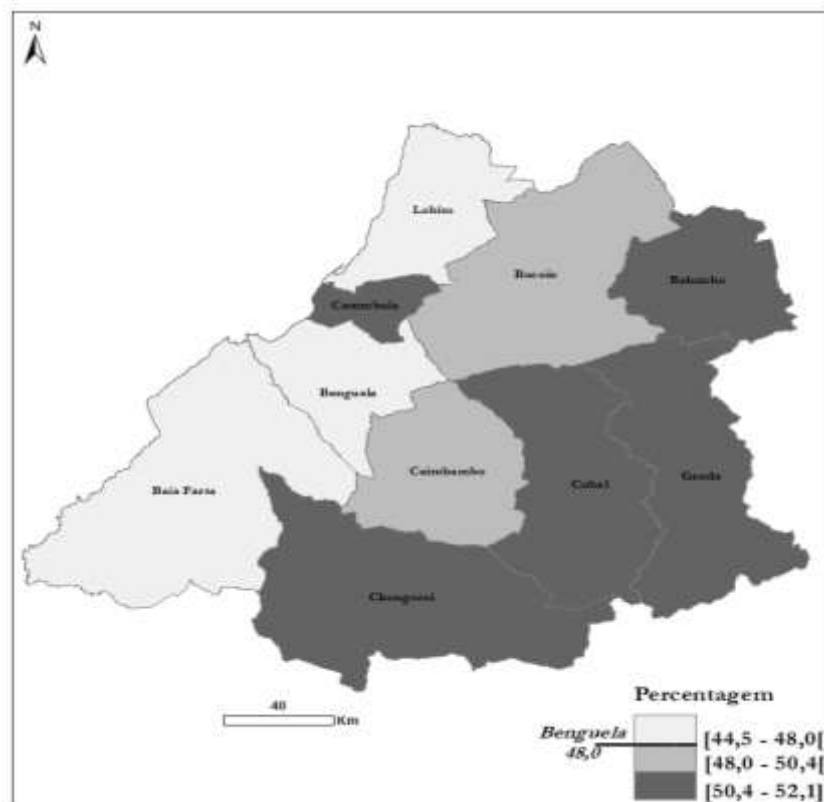 N
Lobito
Bocoio
Balombo
Catumbela
Benguela
Caimbambo
Cubal
Ganda
Baía Farta
Chongoroi
40
Km
Percentagem
Benguela
48,0
[44,5 - 48,0[
[48,0 - 50,4[
[50,4 - 52,1]